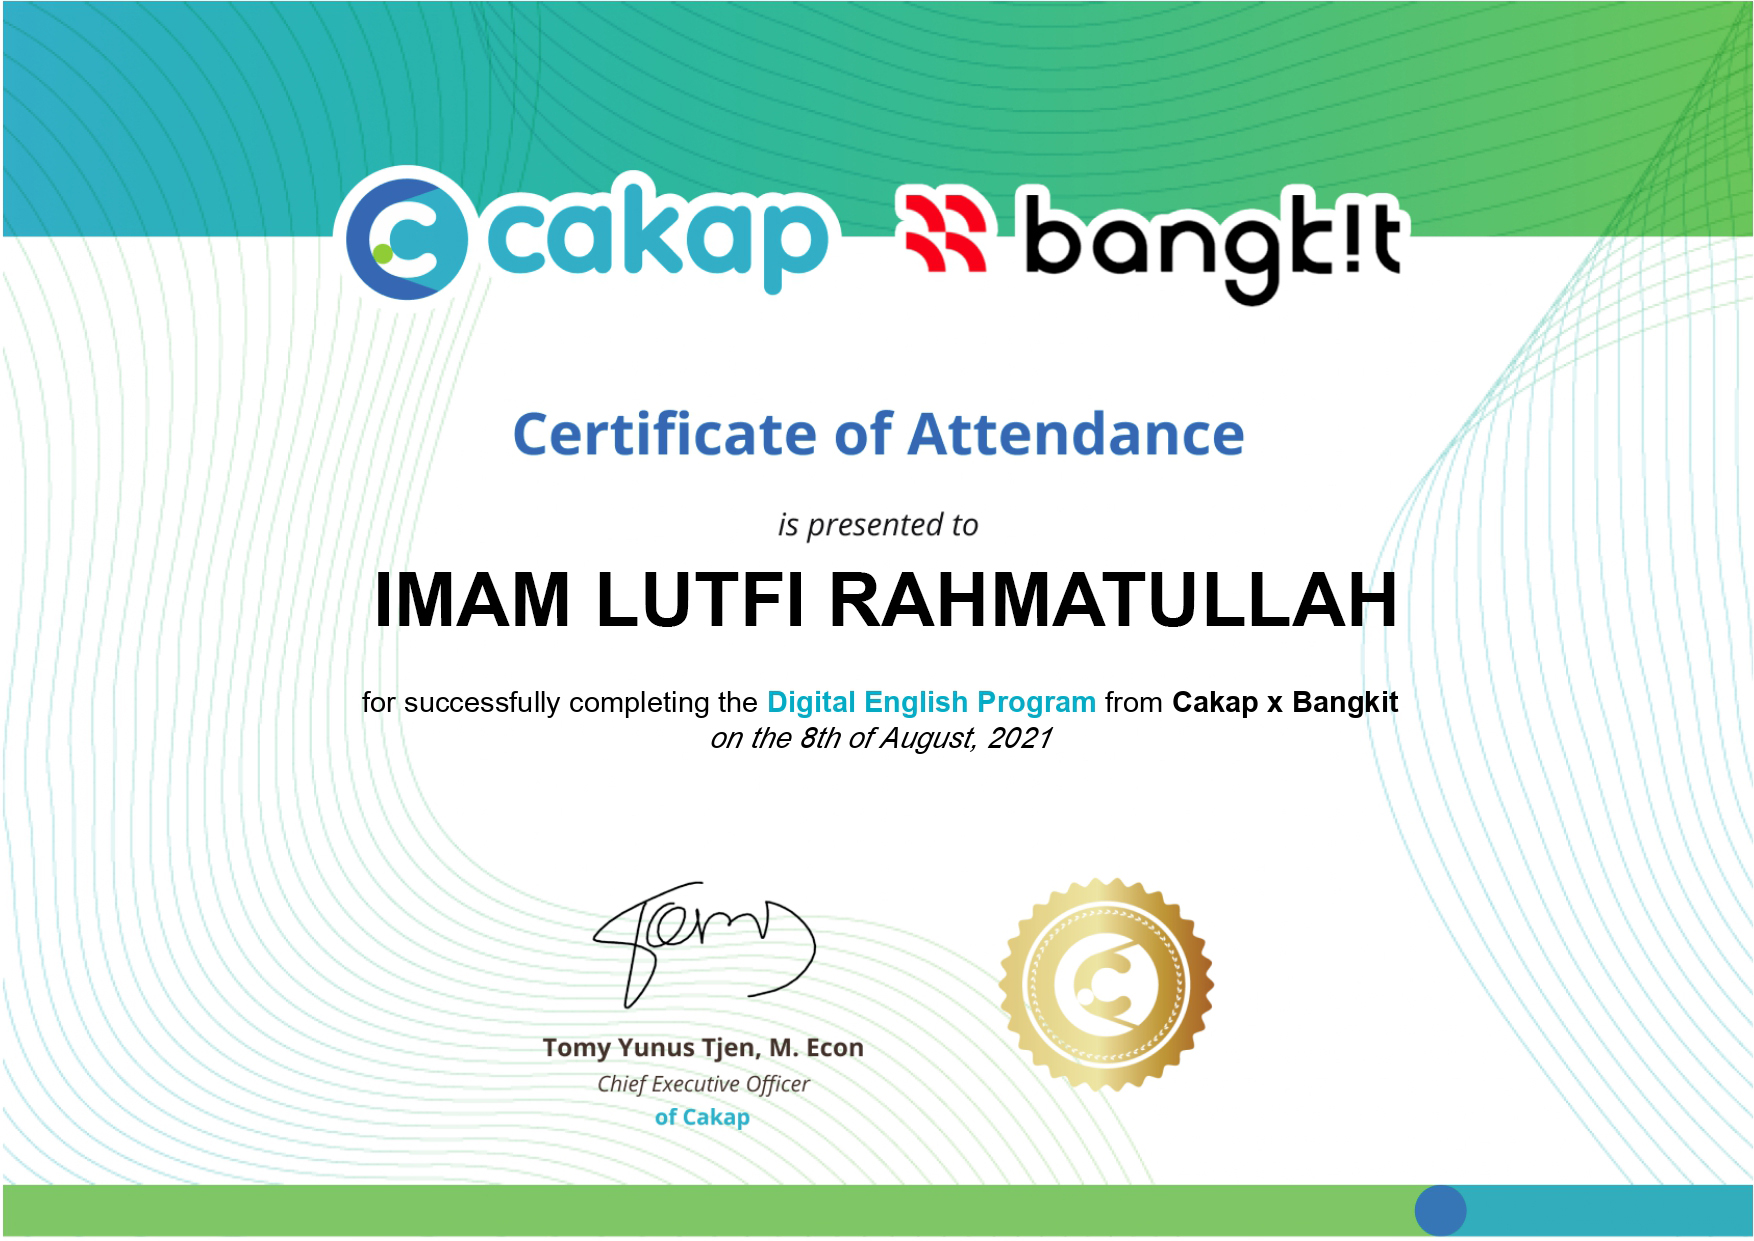 cakap bangk!t
Certificate of Attendance
is presented to
IMAM LUTFI RAHMATULLAH
for successfully completing the Digital English Program from Cakap x Bangkit
on the 8th of August, 2021
Tomy
Tomy Yunus Tjen, M. Econ
Chief Executive Officer
of Cakap